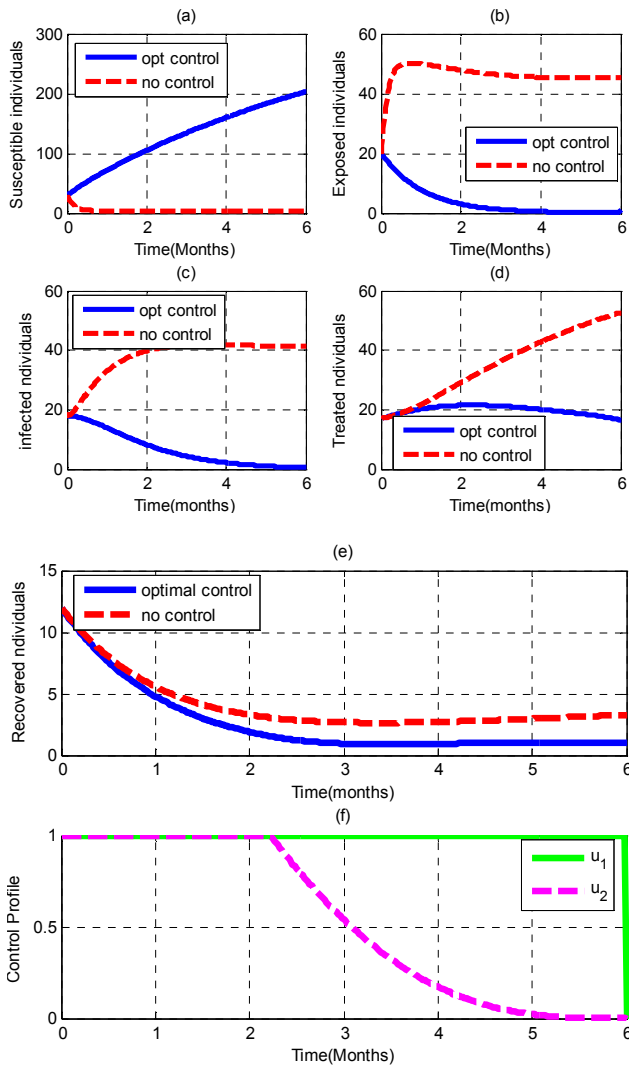 (a)
Susceptible individuals
300
200
100
0
opt control
no control
0 2 4 6
Time(Months)
(b)
Exposed individuals
60
40
20
0
opt control
no control
0 2 4 6
Time(Months)
(c)
infected ndividuals
60
40
20
0
opt control
no control
0 2 4 6
Time(Months)
(d)
Treated ndividuals
60
40
20
0
opt control
no control
0 2 4 6
Time(Months)
(e)
Recovered ndividuals
15
10
5
0
optimal control
no control
0 1 2 3 4 5 6
Time(months)
(f)
Control Profile
1
0.5
0
u1
u2
0 1 2 3 4 5 6
Time(Months)